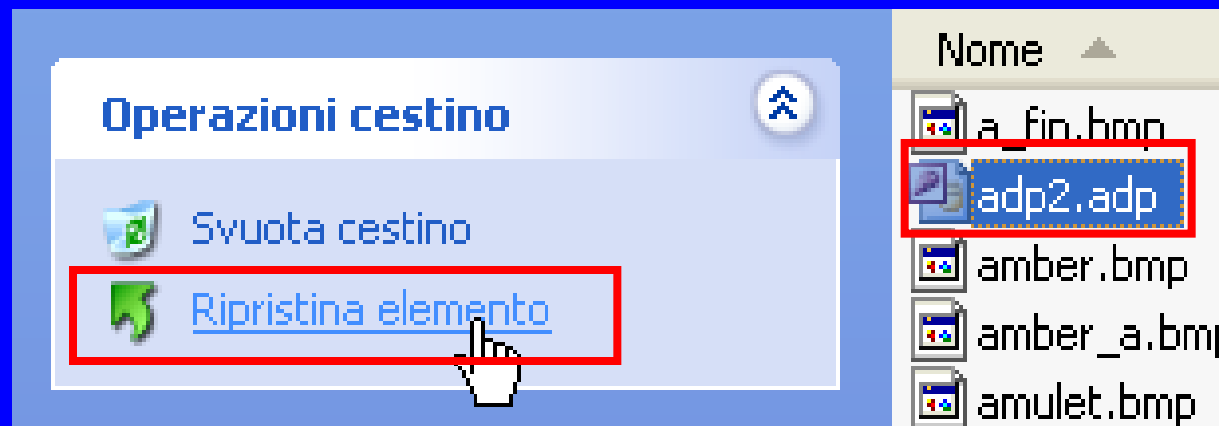 Operazioni cestino
Svuota cestino
Ripristina elemento
Nome
a_fin.bmp
adp2.adp
amber.bmp
amber_a.bmp
amulet.bmp